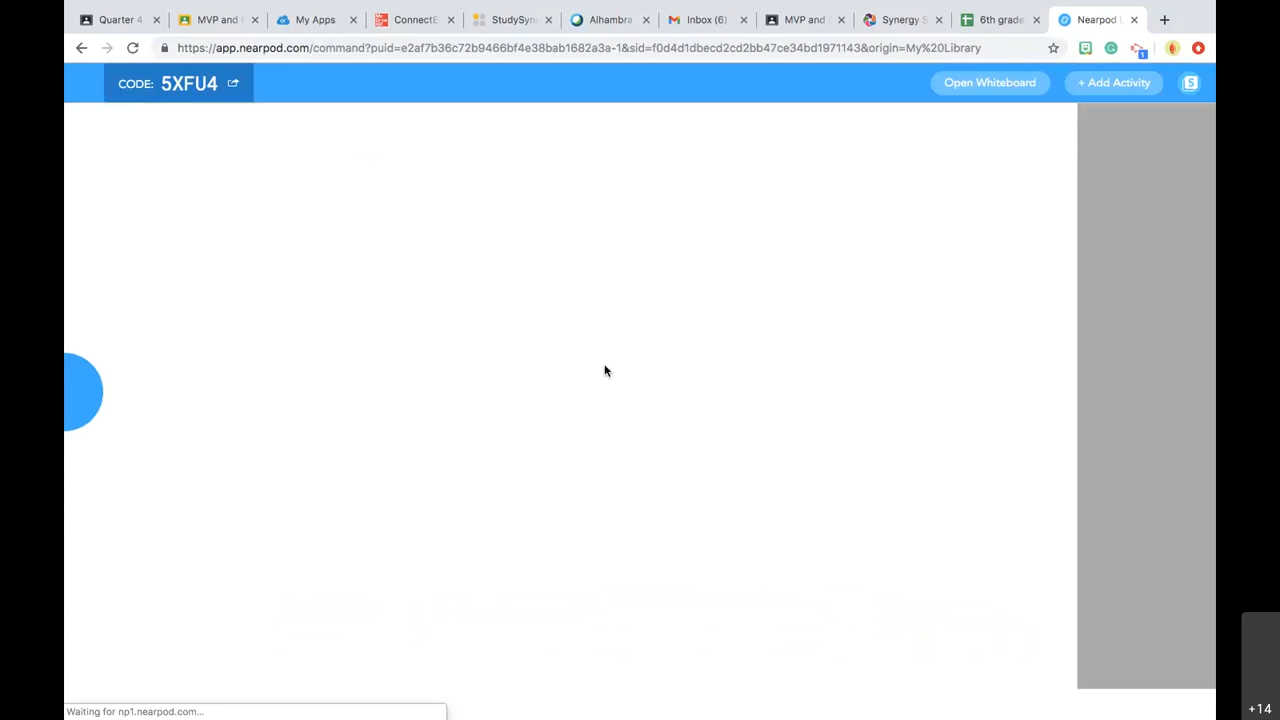 Quarter 4
MVP and
My Apps
ConnectE
StudySyn
Alhambra
Inbox (6)
MVP and
Synergy S
6th grade
Nearpod L
https://app.nearpod.com/command?puid=e2af7b36c72b9466bf4e38bab1682a3a-1&sid=f0d4d1dbecd2cd2bb47ce34bd1971143&origin=My%20Library
1
CODE: 5XFU4
Open Whiteboard
+ Add Activity
S
Waiting for np1.nearpod.com...
+14